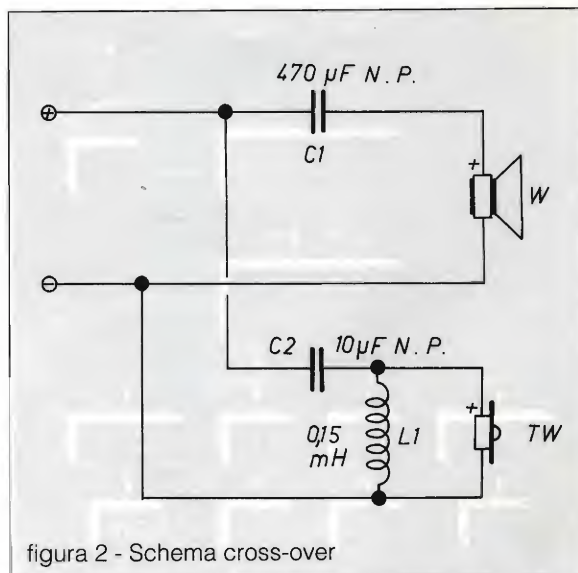 470 µF N.P.
C1
⊕
+
W
⊖
C2 10µF N.P.
0,15
mH
L1
+
TW
figura 2 - Schema cross-over